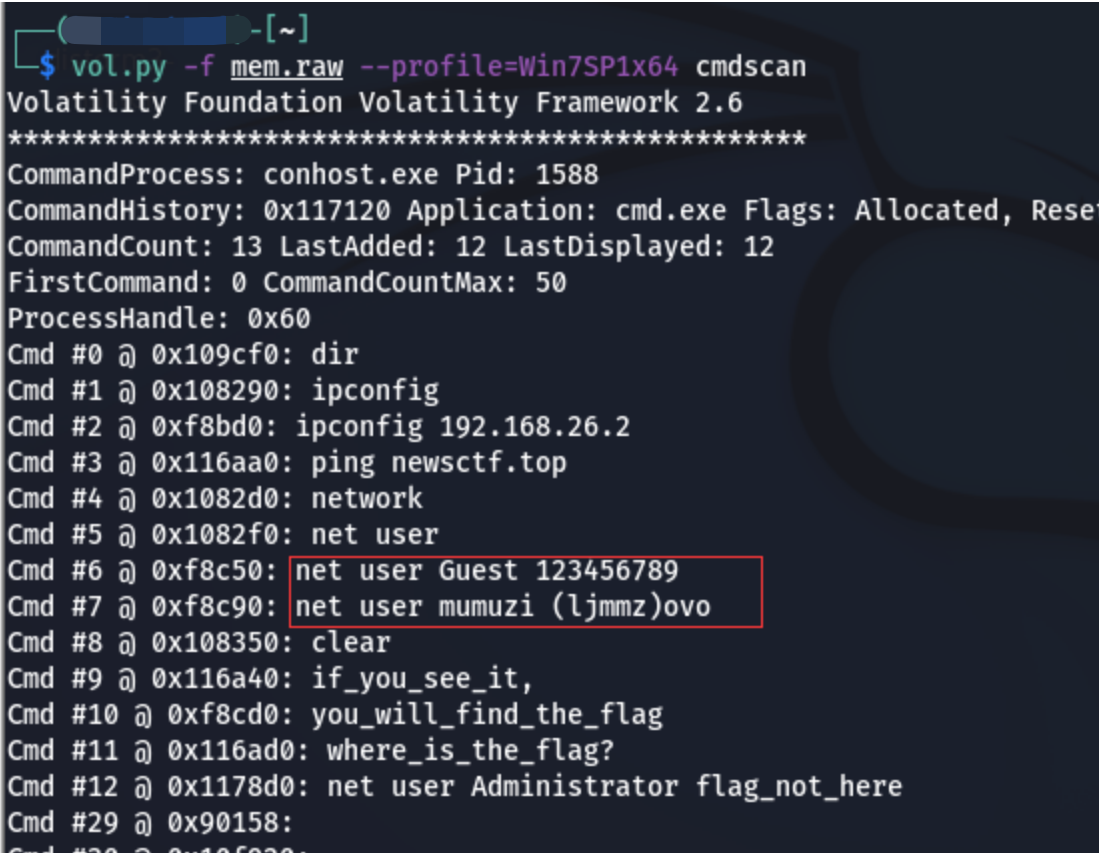 -[~]
$ vol.py -f mem.raw --profile=Win7SP1x64 cmdscan
Volatility Foundation Volatility Framework 2.6
**************************************************
CommandProcess: conhost.exe Pid: 1588
CommandHistory: 0x117120 Application: cmd.exe Flags: Allocated, Reset
CommandCount: 13 LastAdded: 12 LastDisplayed: 12
FirstCommand: 0 CommandCountMax: 50
ProcessHandle: 0x60
Cmd #0 @ 0x109cf0: dir
Cmd #1 @ 0x108290: ipconfig
Cmd #2 @ 0xf8bd0: ipconfig 192.168.26.2
Cmd #3 @ 0x116aa0: ping newsctf.top
Cmd #4 @ 0x1082d0: network
Cmd #5 @ 0x1082f0: net user
Cmd #6 @ 0xf8c50: net user Guest 123456789
Cmd #7 @ 0xf8c90: net user mumuzi (ljmmz)ovo
Cmd #8 @ 0x108350: clear
Cmd #9 @ 0x116a40: if_you_see_it,
Cmd #10 @ 0xf8cd0: you_will_find_the_flag
Cmd #11 @ 0x116ad0: where_is_the_flag?
Cmd #12 @ 0x1178d0: net user Administrator flag_not_here
Cmd #29 @ 0x90158: